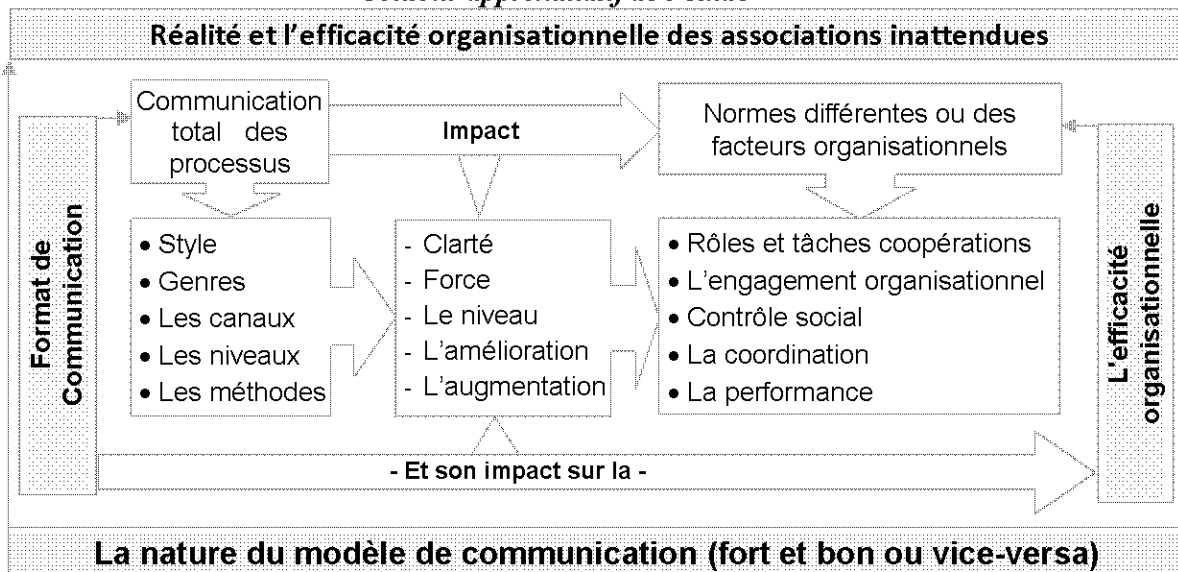 Réalité et l’efficacité organisationnelle des associations inattendues
Format de
Communication
Communication
total des
processus
Impact
Normes différentes ou des
facteurs organisationnels
• Style
• Genres
• Les canaux
• Les niveaux
• Les méthodes
- Clarté
- Force
- Le niveau
- L’amélioration
- L’augmentation
• Rôles et tâches coopérations
• L’engagement organisationnel
• Contrôle social
• La coordination
• La performance
L'efficacité
organisationnelle
- Et son impact sur la -
La nature du modèle de communication (fort et bon ou vice-versa)